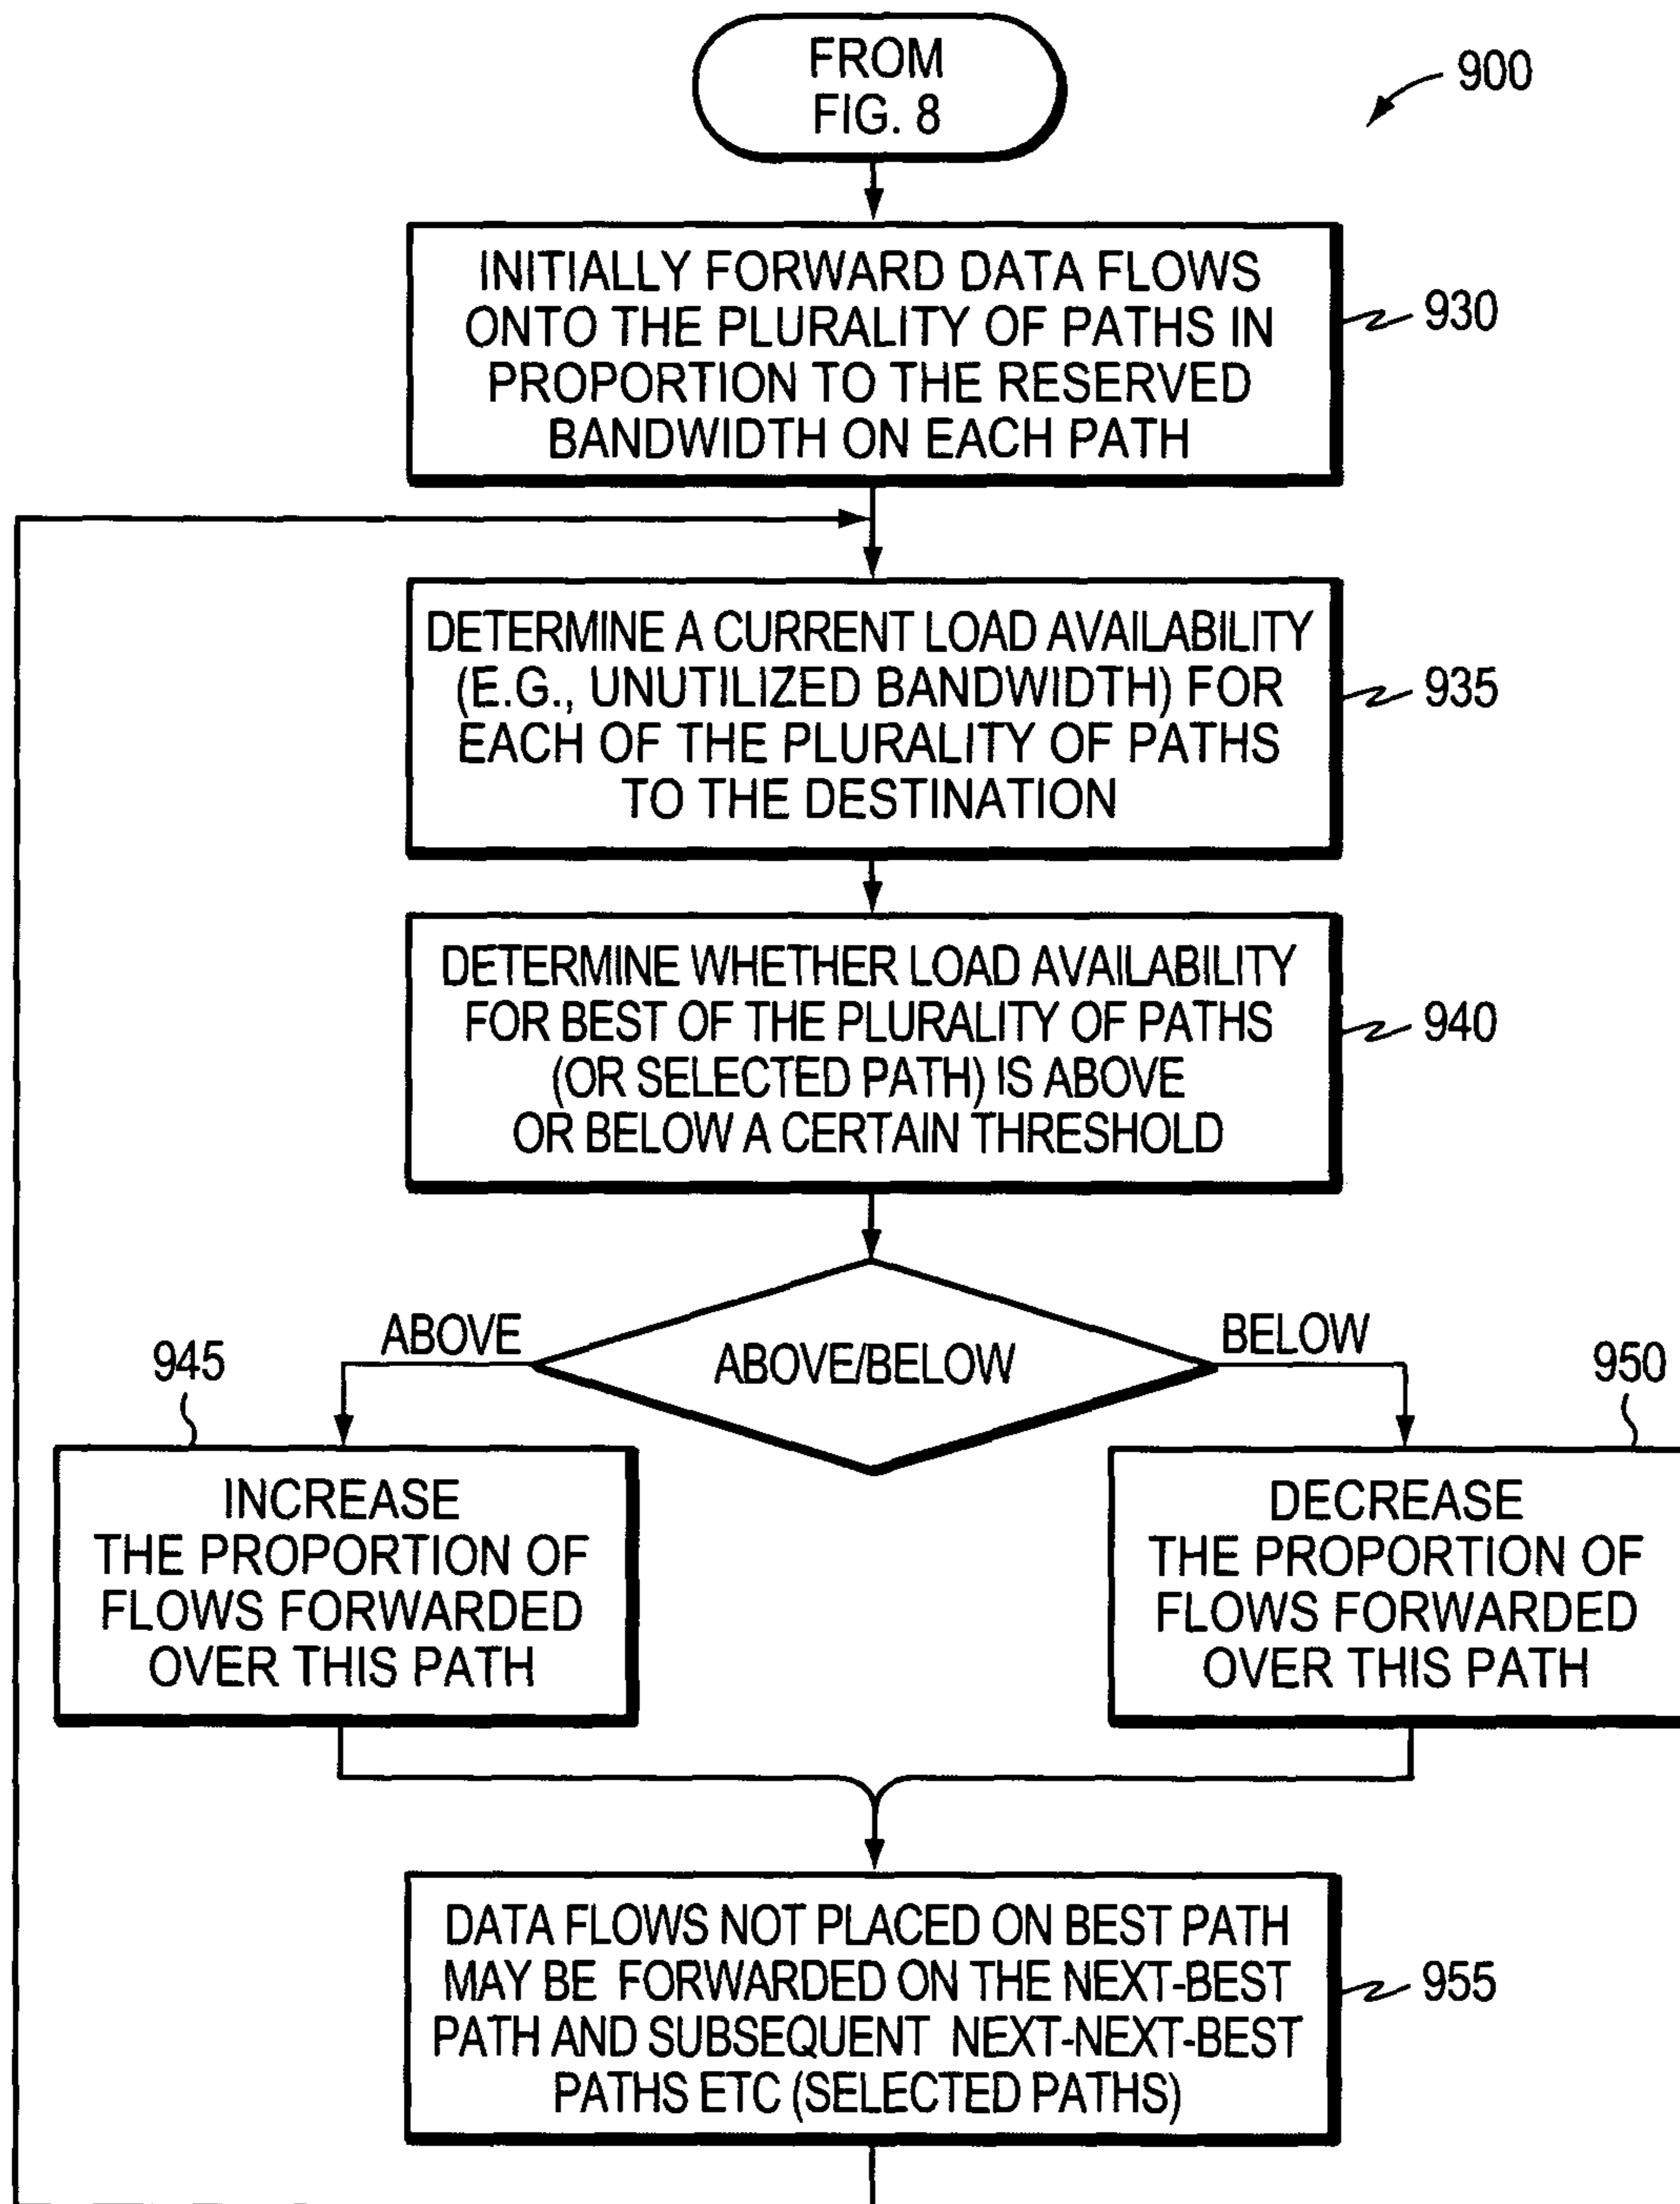 FROM
FIG. 8
900
INITIALLY FORWARD DATA FLOWS
ONTO THE PLURALITY OF PATHS IN
PROPORTION TO THE RESERVED
BANDWIDTH ON EACH PATH
930
DETERMINE A CURRENT LOAD AVAILABILITY
(E.G., UNUTILIZED BANDWIDTH) FOR
EACH OF THE PLURALITY OF PATHS
TO THE DESTINATION
935
DETERMINE WHETHER LOAD AVAILABILITY
FOR BEST OF THE PLURALITY OF PATHS
(OR SELECTED PATH) IS ABOVE
OR BELOW A CERTAIN THRESHOLD
940
ABOVE
ABOVE/BELOW
BELOW
945
INCREASE
THE PROPORTION OF
FLOWS FORWARDED
OVER THIS PATH
950
DECREASE
THE PROPORTION OF
FLOWS FORWARDED
OVER THIS PATH
DATA FLOWS NOT PLACED ON BEST PATH
MAY BE FORWARDED ON THE NEXT-BEST
PATH AND SUBSEQUENT NEXT-NEXT-BEST
PATHS ETC (SELECTED PATHS)
955